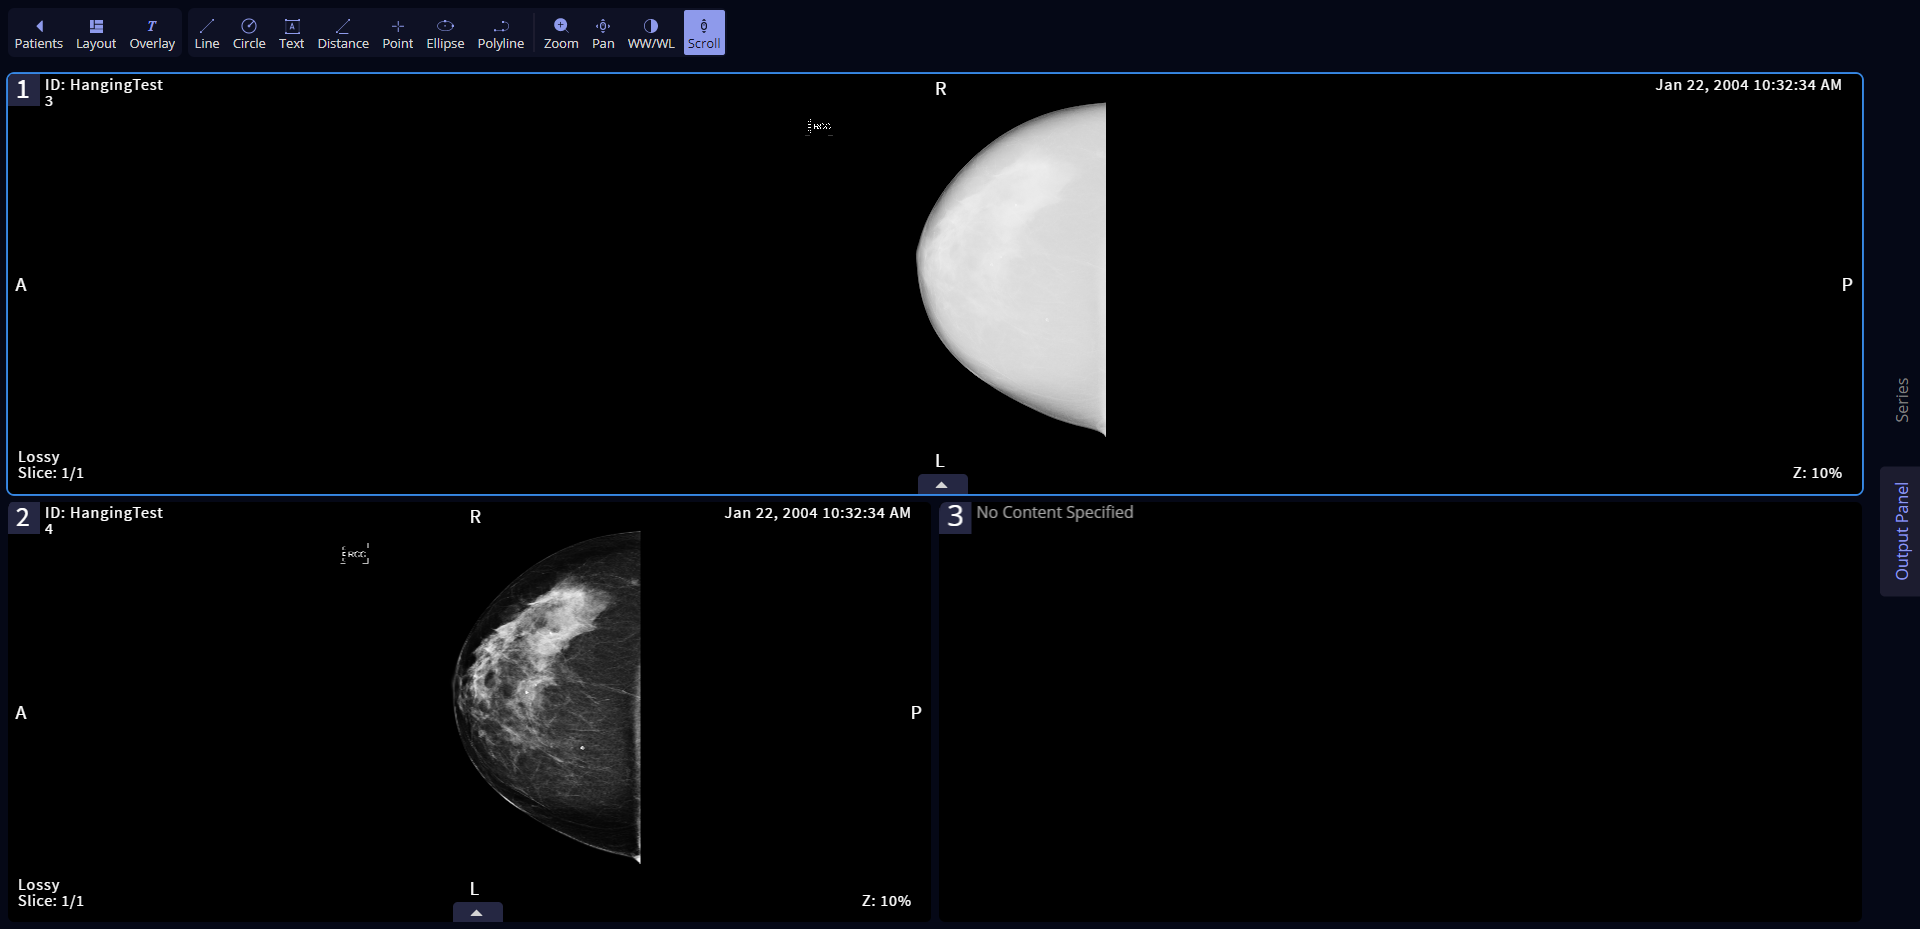 Patients Layout Overlay Line Circle Text Distance Point Ellipse Polyline Zoom Pan WW/WL Scroll
1 ID: HangingTest R Jan 22, 2004 10:32:34 AM
3
RCC
A P
Lossy
Slice: 1/1 Z: 10%
L
2 ID: HangingTest R Jan 22, 2004 10:32:34 AM
4
RCC
A P
Lossy
Slice: 1/1 Z: 10%
L
3 No Content Specified
Series
Output Panel